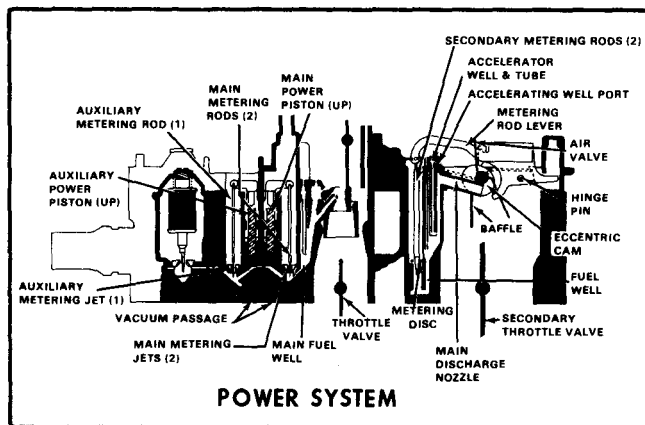 SECONDARY METERING RODS (2)
ACCELERATOR
WELL & TUBE
ACCELERATING WELL PORT
METERING
ROD LEVER
AIR
VALVE
HINGE
PIN
ECCENTRIC
CAM
BAFFLE
FUEL
WELL
MAIN
POWER
PISTON (UP)
MAIN
METERING
RODS (2)
AUXILIARY
METERING ROD (1)
AUXILIARY
POWER
PISTON (UP)
AUXILIARY
METERING JET (1)
VACUUM PASSAGE
MAIN METERING
JETS (2)
MAIN FUEL
WELL
THROTTLE
VALVE
METERING
DISC
MAIN
DISCHARGE
NOZZLE
SECONDARY
THROTTLE VALVE
POWER SYSTEM